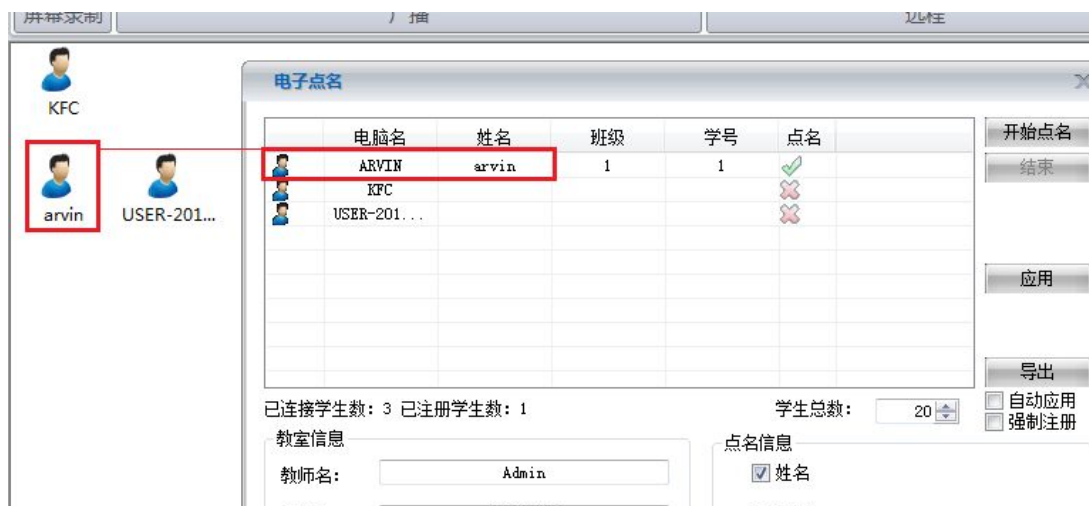 屏幕录制 广播 远程
KFC
arvin USER-201...
电子点名
电脑名 姓名 班级 学号 点名
ARVIN arvin 1 1
KFC
USER-201...
开始点名
结束
应用
导出
自动应用
强制注册
已连接学生数: 3 已注册学生数: 1 学生总数: 20
教室信息
教师名: Admin
点名信息
姓名